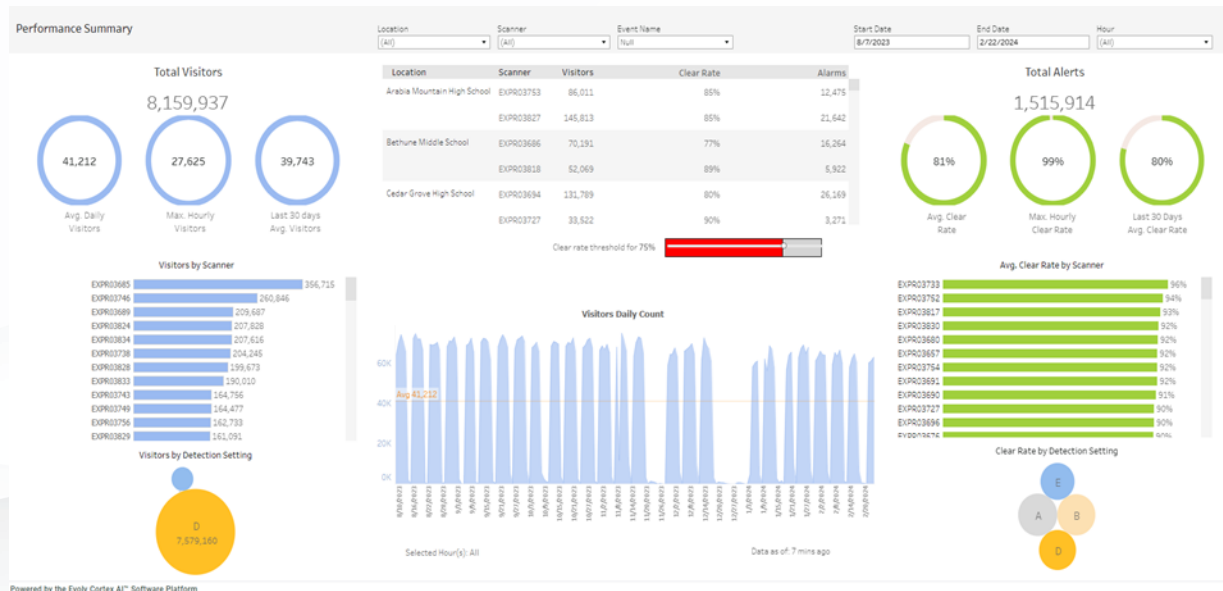 Performance Summary
Location
(All)
Scanner
(All)
Event Name
Null
Start Date
8/7/2023
End Date
2/22/2024
Hour
(All)
Total Visitors
8,159,937
41,212
27,625
39,743
Avg. Daily
Visitors
Max. Hourly
Visitors
Last 30 days
Avg. Visitors
Location Scanner Visitors Clear Rate Alarms
Arabia Mountain High School EXPR03753 86,011 85% 12,475
EXPR03827 145,813 85% 21,642
Bethune Middle School EXPR03686 70,191 77% 16,264
EXPR03818 52,069 89% 5,922
Cedar Grove High School EXPR03694 131,789 80% 26,169
EXPR03727 33,522 90% 3,271
Clear rate threshold for 75%
Total Alerts
1,515,914
81%
99%
80%
Avg. Clear
Rate
Max. Hourly
Clear Rate
Last 30 Days
Avg. Clear Rate
Visitors by Scanner
EXPR03685 356,715
EXPR03746 260,846
EXPR03689 209,687
EXPR03824 207,828
EXPR03834 207,616
EXPR03738 204,245
EXPR03828 199,673
EXPR03833 190,010
EXPR03743 164,756
EXPR03749 164,477
EXPR03756 162,733
EXPR03829 161,091
Visitors Daily Count
60K
40K
20K
0K
Avg 41,212
Selected Hour(s): All
Data as of: 7 mins ago
Avg. Clear Rate by Scanner
EXPR03733 96%
EXPR03752 94%
EXPR03817 93%
EXPR03830 92%
EXPR03680 92%
EXPR03657 92%
EXPR03754 92%
EXPR03691 92%
EXPR03690 91%
EXPR03727 90%
EXPR03696 90%
EXPR03676 90%
Visitors by Detection Setting
D
7,579,160
Clear Rate by Detection Setting
E
A
B
D
Powered by the Evolv Cortex AI™ Software Platform